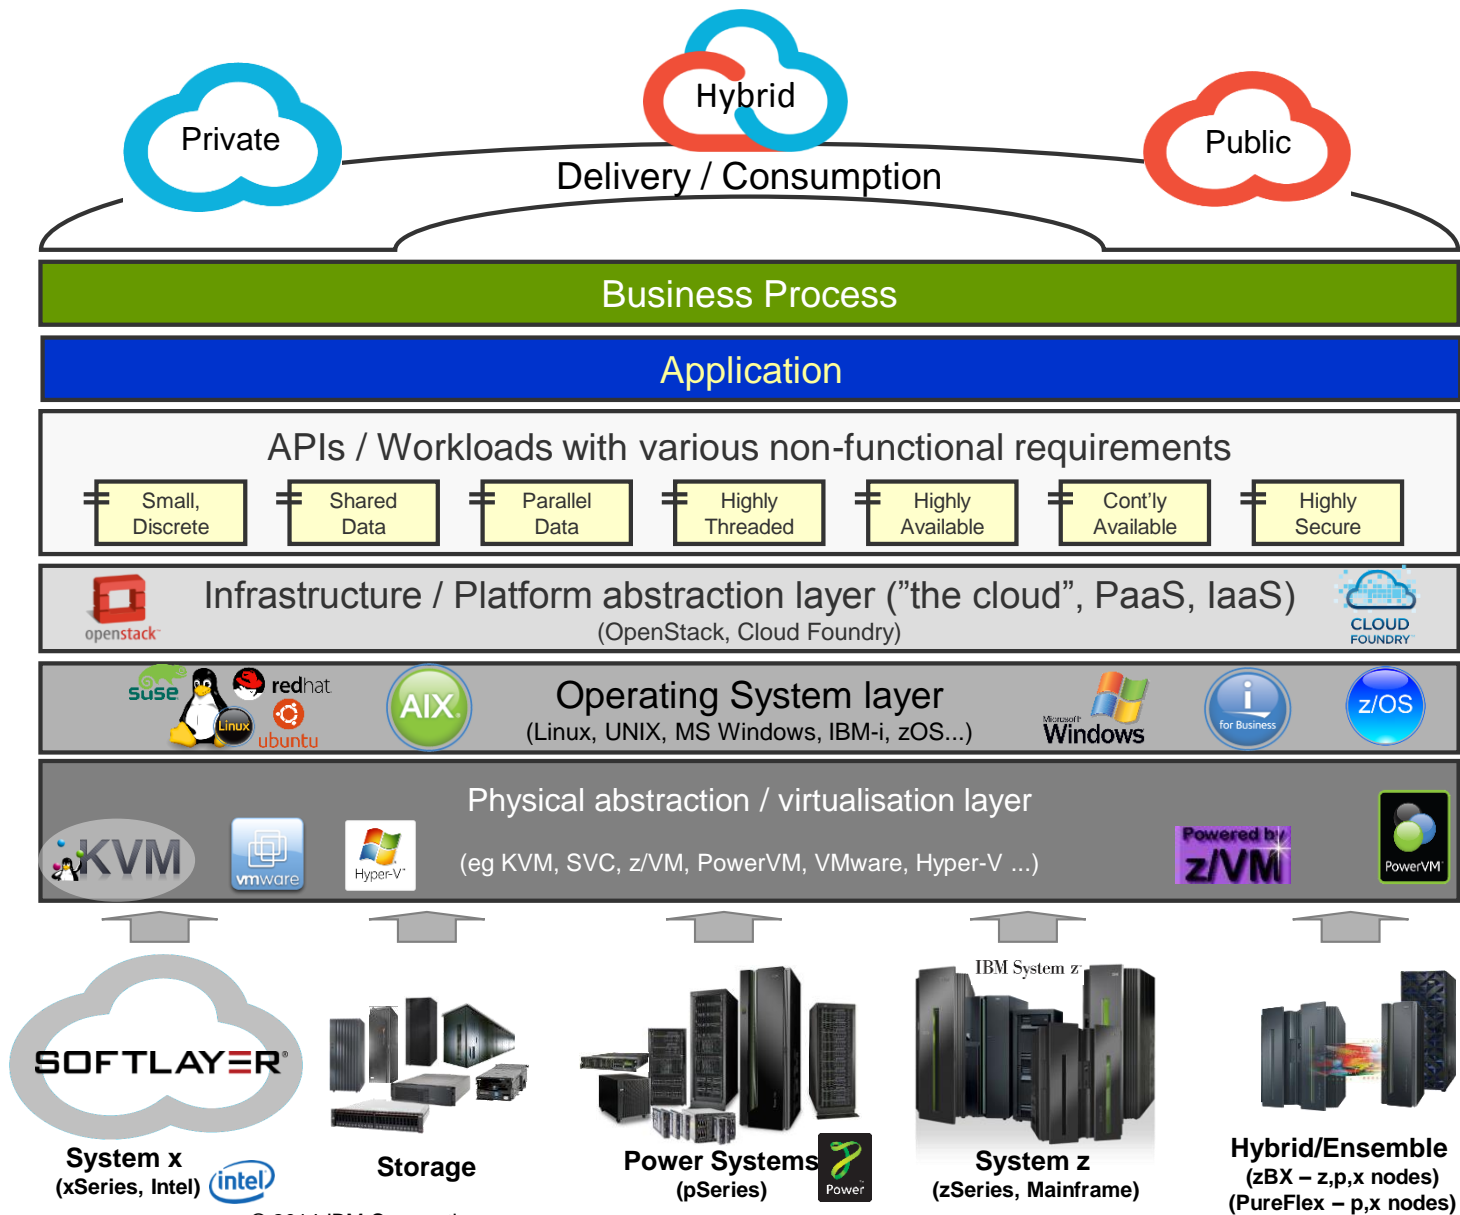 Private
Hybrid
Public
Delivery / Consumption
Business Process
Application
APIs / Workloads with various non-functional requirements
Small,
Discrete
Shared
Data
Parallel
Data
Highly
Threaded
Highly
Available
Cont'ly
Available
Highly
Secure
openstack
Infrastructure / Platform abstraction layer (”the cloud”, PaaS, IaaS)
(OpenStack, Cloud Foundry)
CLOUD
FOUNDRY
suse
Linux
redhat
ubuntu
AIX
Operating System layer
(Linux, UNIX, MS Windows, IBM-i, zOS...)
Microsoft
Windows
i
for Business
z/OS
Physical abstraction / virtualisation layer
(eg KVM, SVC, z/VM, PowerVM, VMware, Hyper-V ...)
KVM
vmware
Hyper-V
Powered by
z/VM
PowerVM
SOFTLAYER®
IBM System z
System x
(xSeries, Intel)
intel
Storage
Power Systems
(pSeries)
Power
System z
(zSeries, Mainframe)
Hybrid/Ensemble
(zBX – z,p,x nodes)
(PureFlex – p,x nodes)